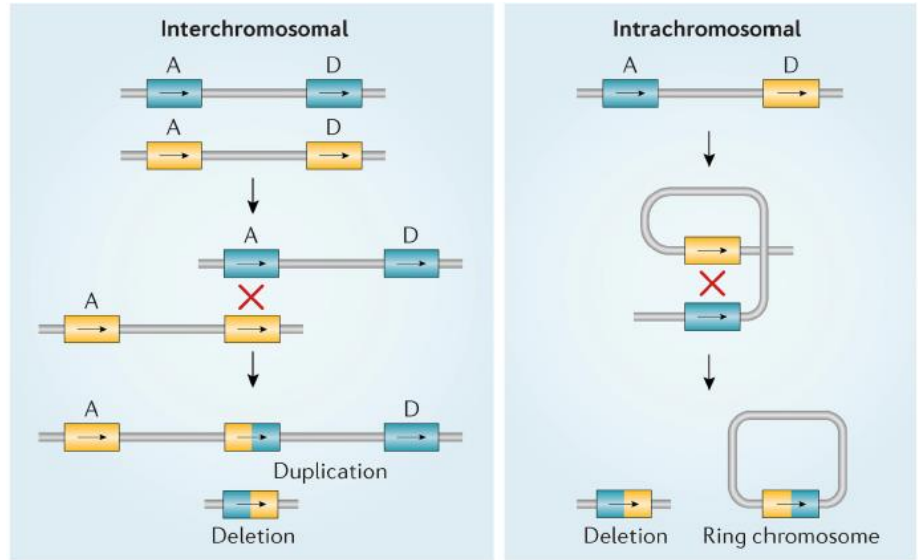 Interchromosomal
A D
A D
A D
A
A D
Duplication
Deletion
Intrachromosomal
A D
Deletion Ring chromosome